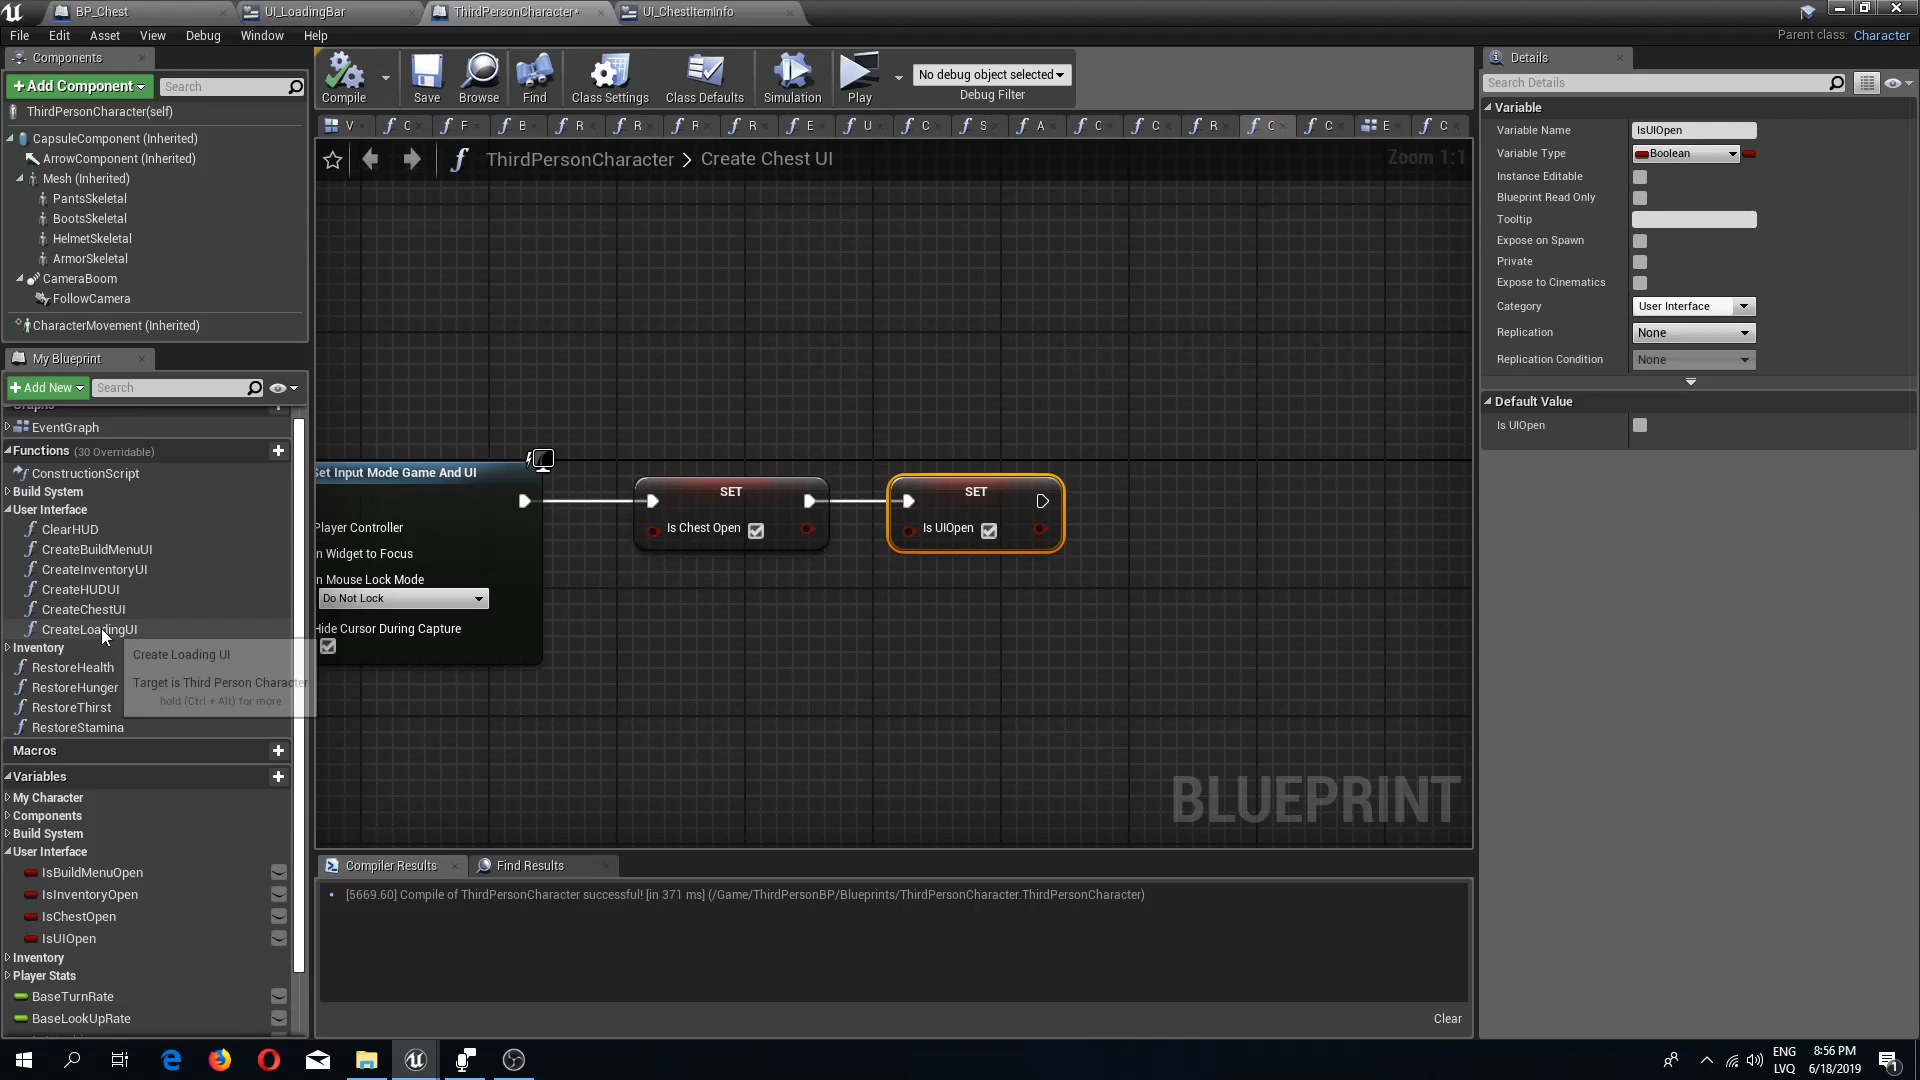 BP_Chest
UI_LoadingBar
ThirdPersonCharacter*
UI_ChestItemInfo
File Edit Asset View Debug Window Help
Parent class: Character
Components
+Add Component
Search
ThirdPersonCharacter(self)
CapsuleComponent (Inherited)
ArrowComponent (Inherited)
Mesh (Inherited)
PantsSkeletal
BootsSkeletal
HelmetSkeletal
ArmorSkeletal
CameraBoom
FollowCamera
CharacterMovement (Inherited)
My Blueprint
+Add New
Search
Graphs
EventGraph
Functions (30 Overridable)
ConstructionScript
Build System
User Interface
ClearHUD
CreateBuildMenuUI
CreateInventoryUI
CreateHUDUI
CreateChestUI
CreateLoadingUI
Create Loading UI
Target is Third Person Character
hold (Ctrl + Alt) for more
Inventory
RestoreHealth
RestoreHunger
RestoreThirst
RestoreStamina
Macros
Variables
My Character
Components
Build System
User Interface
IsBuildMenuOpen
IsInventoryOpen
IsChestOpen
IsUIOpen
Inventory
Player Stats
BaseTurnRate
BaseLookUpRate
Compile
Save
Browse
Find
Class Settings
Class Defaults
Simulation
Play
No debug object selected
Debug Filter
V C F B R R R R E U C S A C C R C C E C
ThirdPersonCharacter > Create Chest UI
Zoom 1:1
Set Input Mode Game And UI
Player Controller
n Widget to Focus
n Mouse Lock Mode
Do Not Lock
Hide Cursor During Capture
SET
Is Chest Open
SET
Is UIOpen
BLUEPRINT
Compiler Results
Find Results
[5669.60] Compile of ThirdPersonCharacter successful! [in 371 ms] (/Game/ThirdPersonBP/Blueprints/ThirdPersonCharacter.ThirdPersonCharacter)
Clear
Details
Search Details
Variable
Variable Name IsUIOpen
Variable Type Boolean
Instance Editable
Blueprint Read Only
Tooltip
Expose on Spawn
Private
Expose to Cinematics
Category User Interface
Replication None
Replication Condition None
Default Value
Is UIOpen
ENG
LVQ
8:56 PM
6/18/2019
1